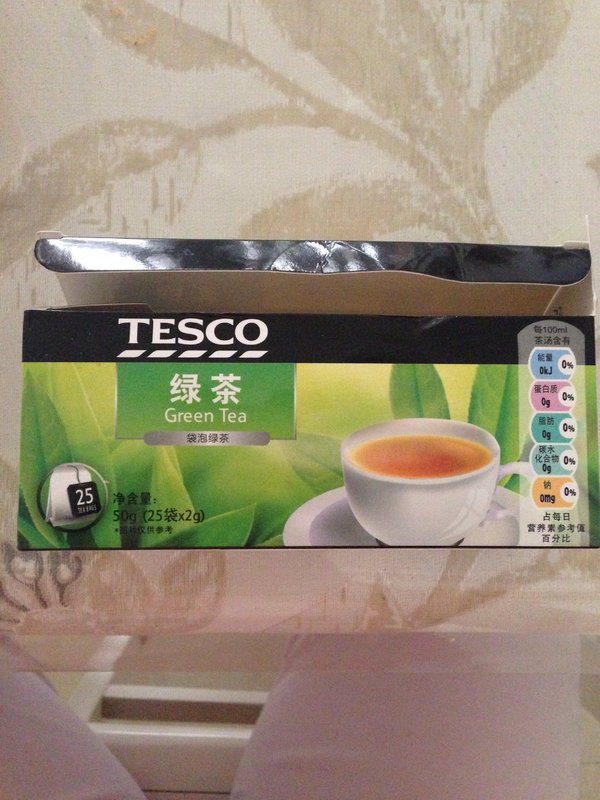 TESCO
绿茶
Green Tea
袋泡绿茶
25
TEA BAGS
净含量：
50g (25袋x2g)
*图片仅供参考
每100ml
茶汤含有
能量
0kJ 0%
蛋白质
0g 0%
脂肪
0g 0%
碳水
化合物
0g 0%
钠
0mg 0%
占每日
营养素参考值
百分比